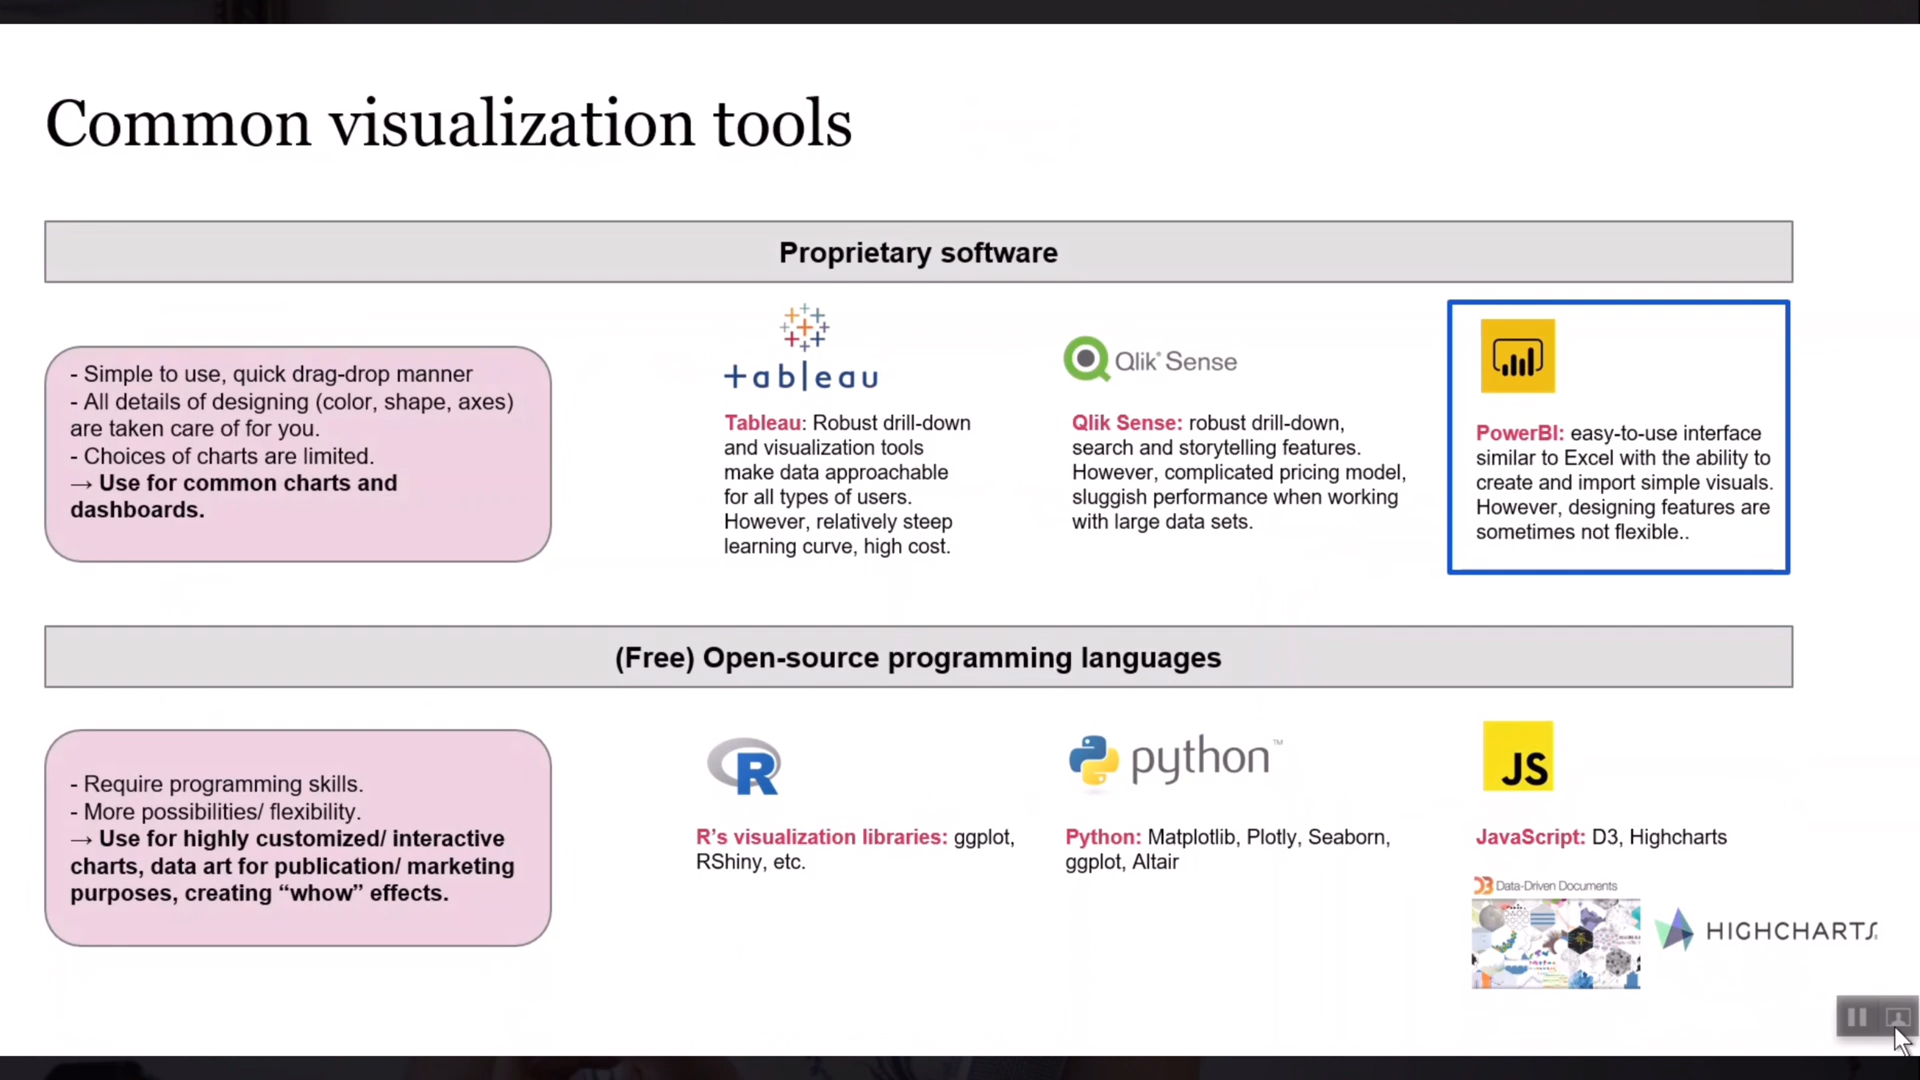 Common visualization tools
Proprietary software
- Simple to use, quick drag-drop manner
- All details of designing (color, shape, axes)
are taken care of for you.
- Choices of charts are limited.
→ Use for common charts and
dashboards.
+ableau
Tableau: Robust drill-down
and visualization tools
make data approachable
for all types of users.
However, relatively steep
learning curve, high cost.
Qlik Sense
Qlik Sense: robust drill-down,
search and storytelling features.
However, complicated pricing model,
sluggish performance when working
with large data sets.
PowerBI: easy-to-use interface
similar to Excel with the ability to
create and import simple visuals.
However, designing features are
sometimes not flexible..
(Free) Open-source programming languages
- Require programming skills.
- More possibilities/ flexibility.
→ Use for highly customized/ interactive
charts, data art for publication/ marketing
purposes, creating “whow” effects.
R
R’s visualization libraries: ggplot,
RShiny, etc.
python™
Python: Matplotlib, Plotly, Seaborn,
ggplot, Altair
JS
JavaScript: D3, Highcharts
D3 Data-Driven Documents
HIGHCHARTS